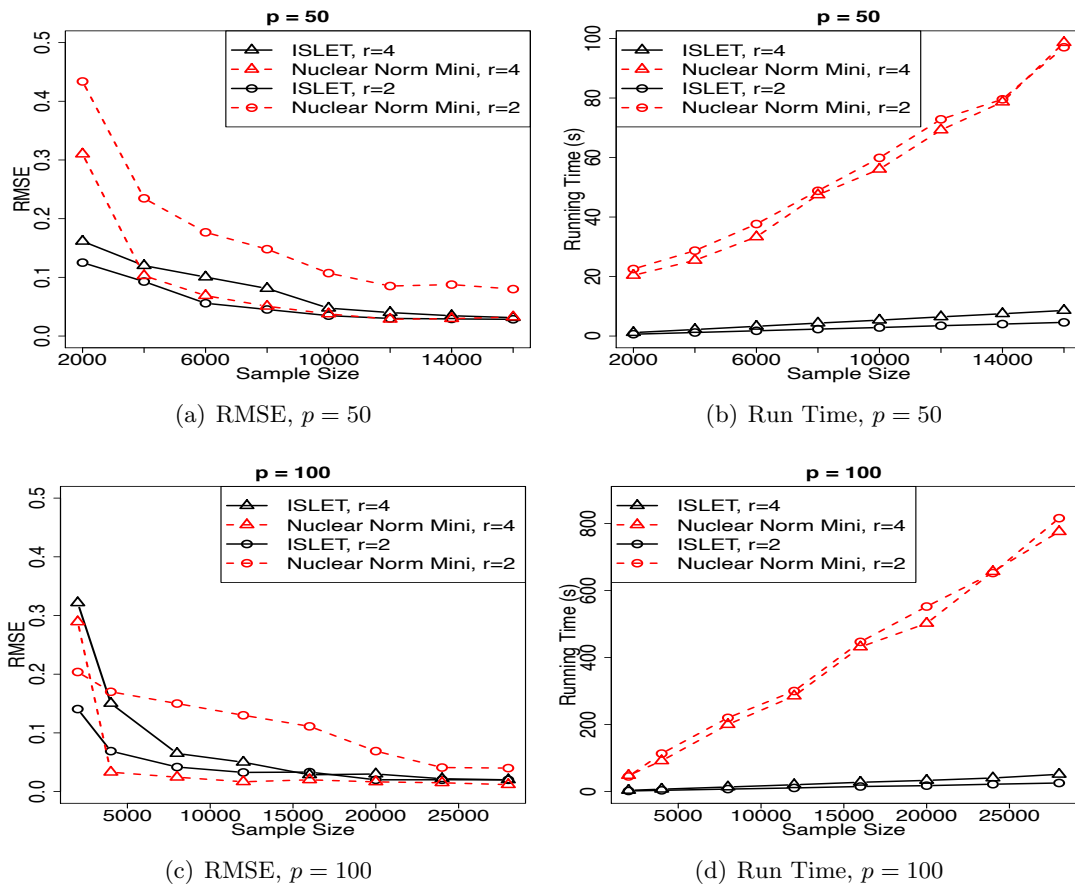 p = 50
RMSE
0.0 0.1 0.2 0.3 0.4 0.5
ISLET, r=4
Nuclear Norm Mini, r=4
ISLET, r=2
Nuclear Norm Mini, r=2
2000 6000 10000 14000
Sample Size
(a) RMSE, p = 50
p = 50
Running Time (s)
0 20 40 60 80 100
ISLET, r=4
Nuclear Norm Mini, r=4
ISLET, r=2
Nuclear Norm Mini, r=2
2000 6000 10000 14000
Sample Size
(b) Run Time, p = 50
p = 100
RMSE
0.0 0.1 0.2 0.3 0.4 0.5
ISLET, r=4
Nuclear Norm Mini, r=4
ISLET, r=2
Nuclear Norm Mini, r=2
5000 10000 15000 20000 25000
Sample Size
(c) RMSE, p = 100
p = 100
Running Time (s)
0 200 400 600 800
ISLET, r=4
Nuclear Norm Mini, r=4
ISLET, r=2
Nuclear Norm Mini, r=2
5000 10000 15000 20000 25000
Sample Size
(d) Run Time, p = 100